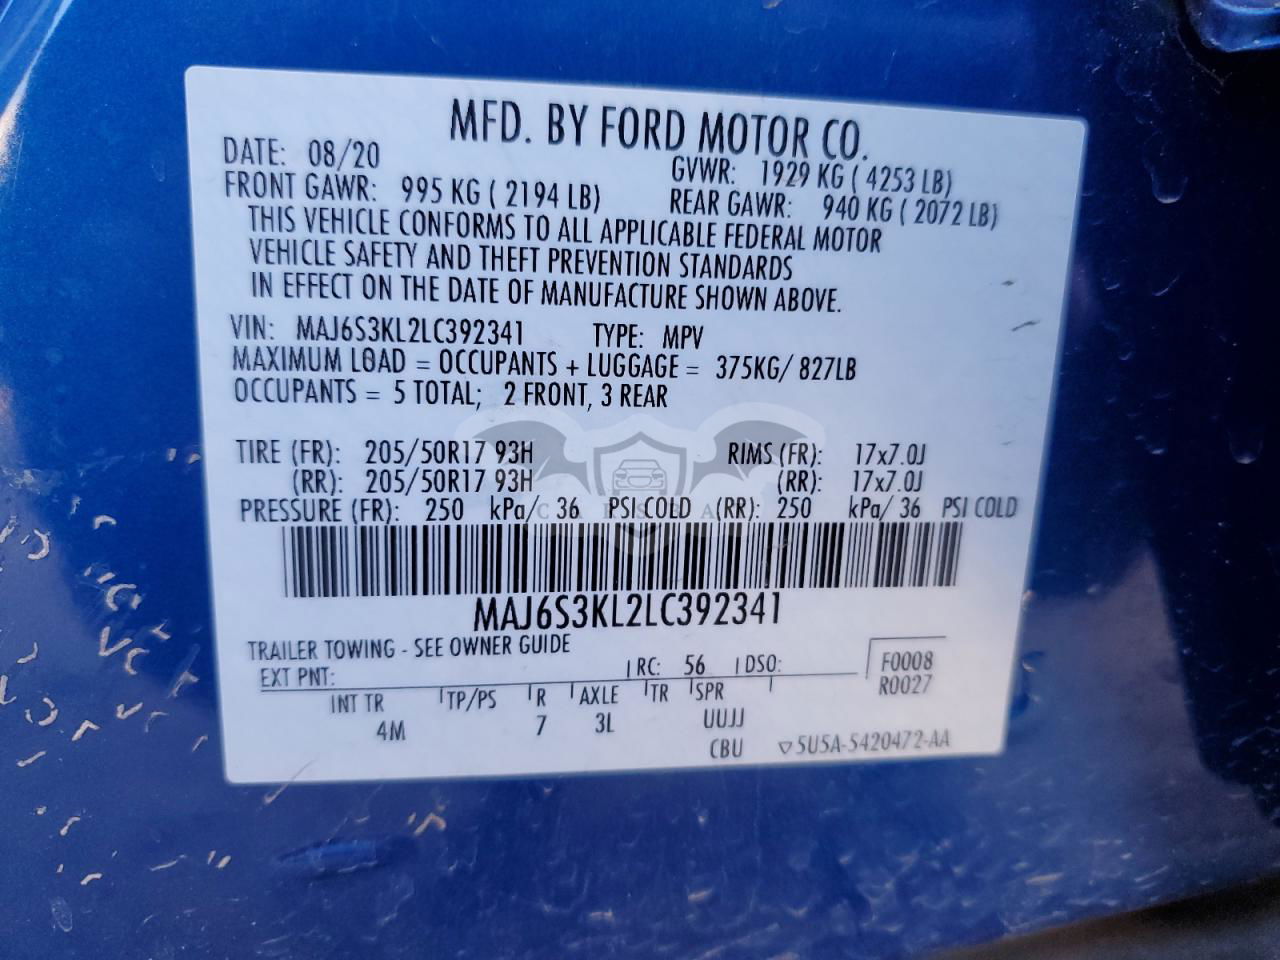 MFD. BY FORD MOTOR CO.
DATE: 08/20 GVWR: 1929 KG ( 4253 LB)
FRONT GAWR: 995 KG ( 2194 LB) REAR GAWR: 940 KG ( 2072 LB)
THIS VEHICLE CONFORMS TO ALL APPLICABLE FEDERAL MOTOR
VEHICLE SAFETY AND THEFT PREVENTION STANDARDS
IN EFFECT ON THE DATE OF MANUFACTURE SHOWN ABOVE.
VIN: MAJ6S3KL2LC392341 TYPE: MPV
MAXIMUM LOAD = OCCUPANTS + LUGGAGE = 375KG/ 827LB
OCCUPANTS = 5 TOTAL; 2 FRONT, 3 REAR
TIRE (FR): 205/50R17 93H RIMS (FR): 17x7.0J
(RR): 205/50R17 93H (RR): 17x7.0J
PRESSURE (FR): 250 kPa/ 36 PSI COLD (RR): 250 kPa/ 36 PSI COLD
MAJ6S3KL2LC392341
TRAILER TOWING - SEE OWNER GUIDE
EXT PNT: RC: 56 DSO: F0008
R0027
INT TR TP/PS R AXLE TR SPR
4M 7 3L UUJJ
CBU 5U5A-5420472-AA